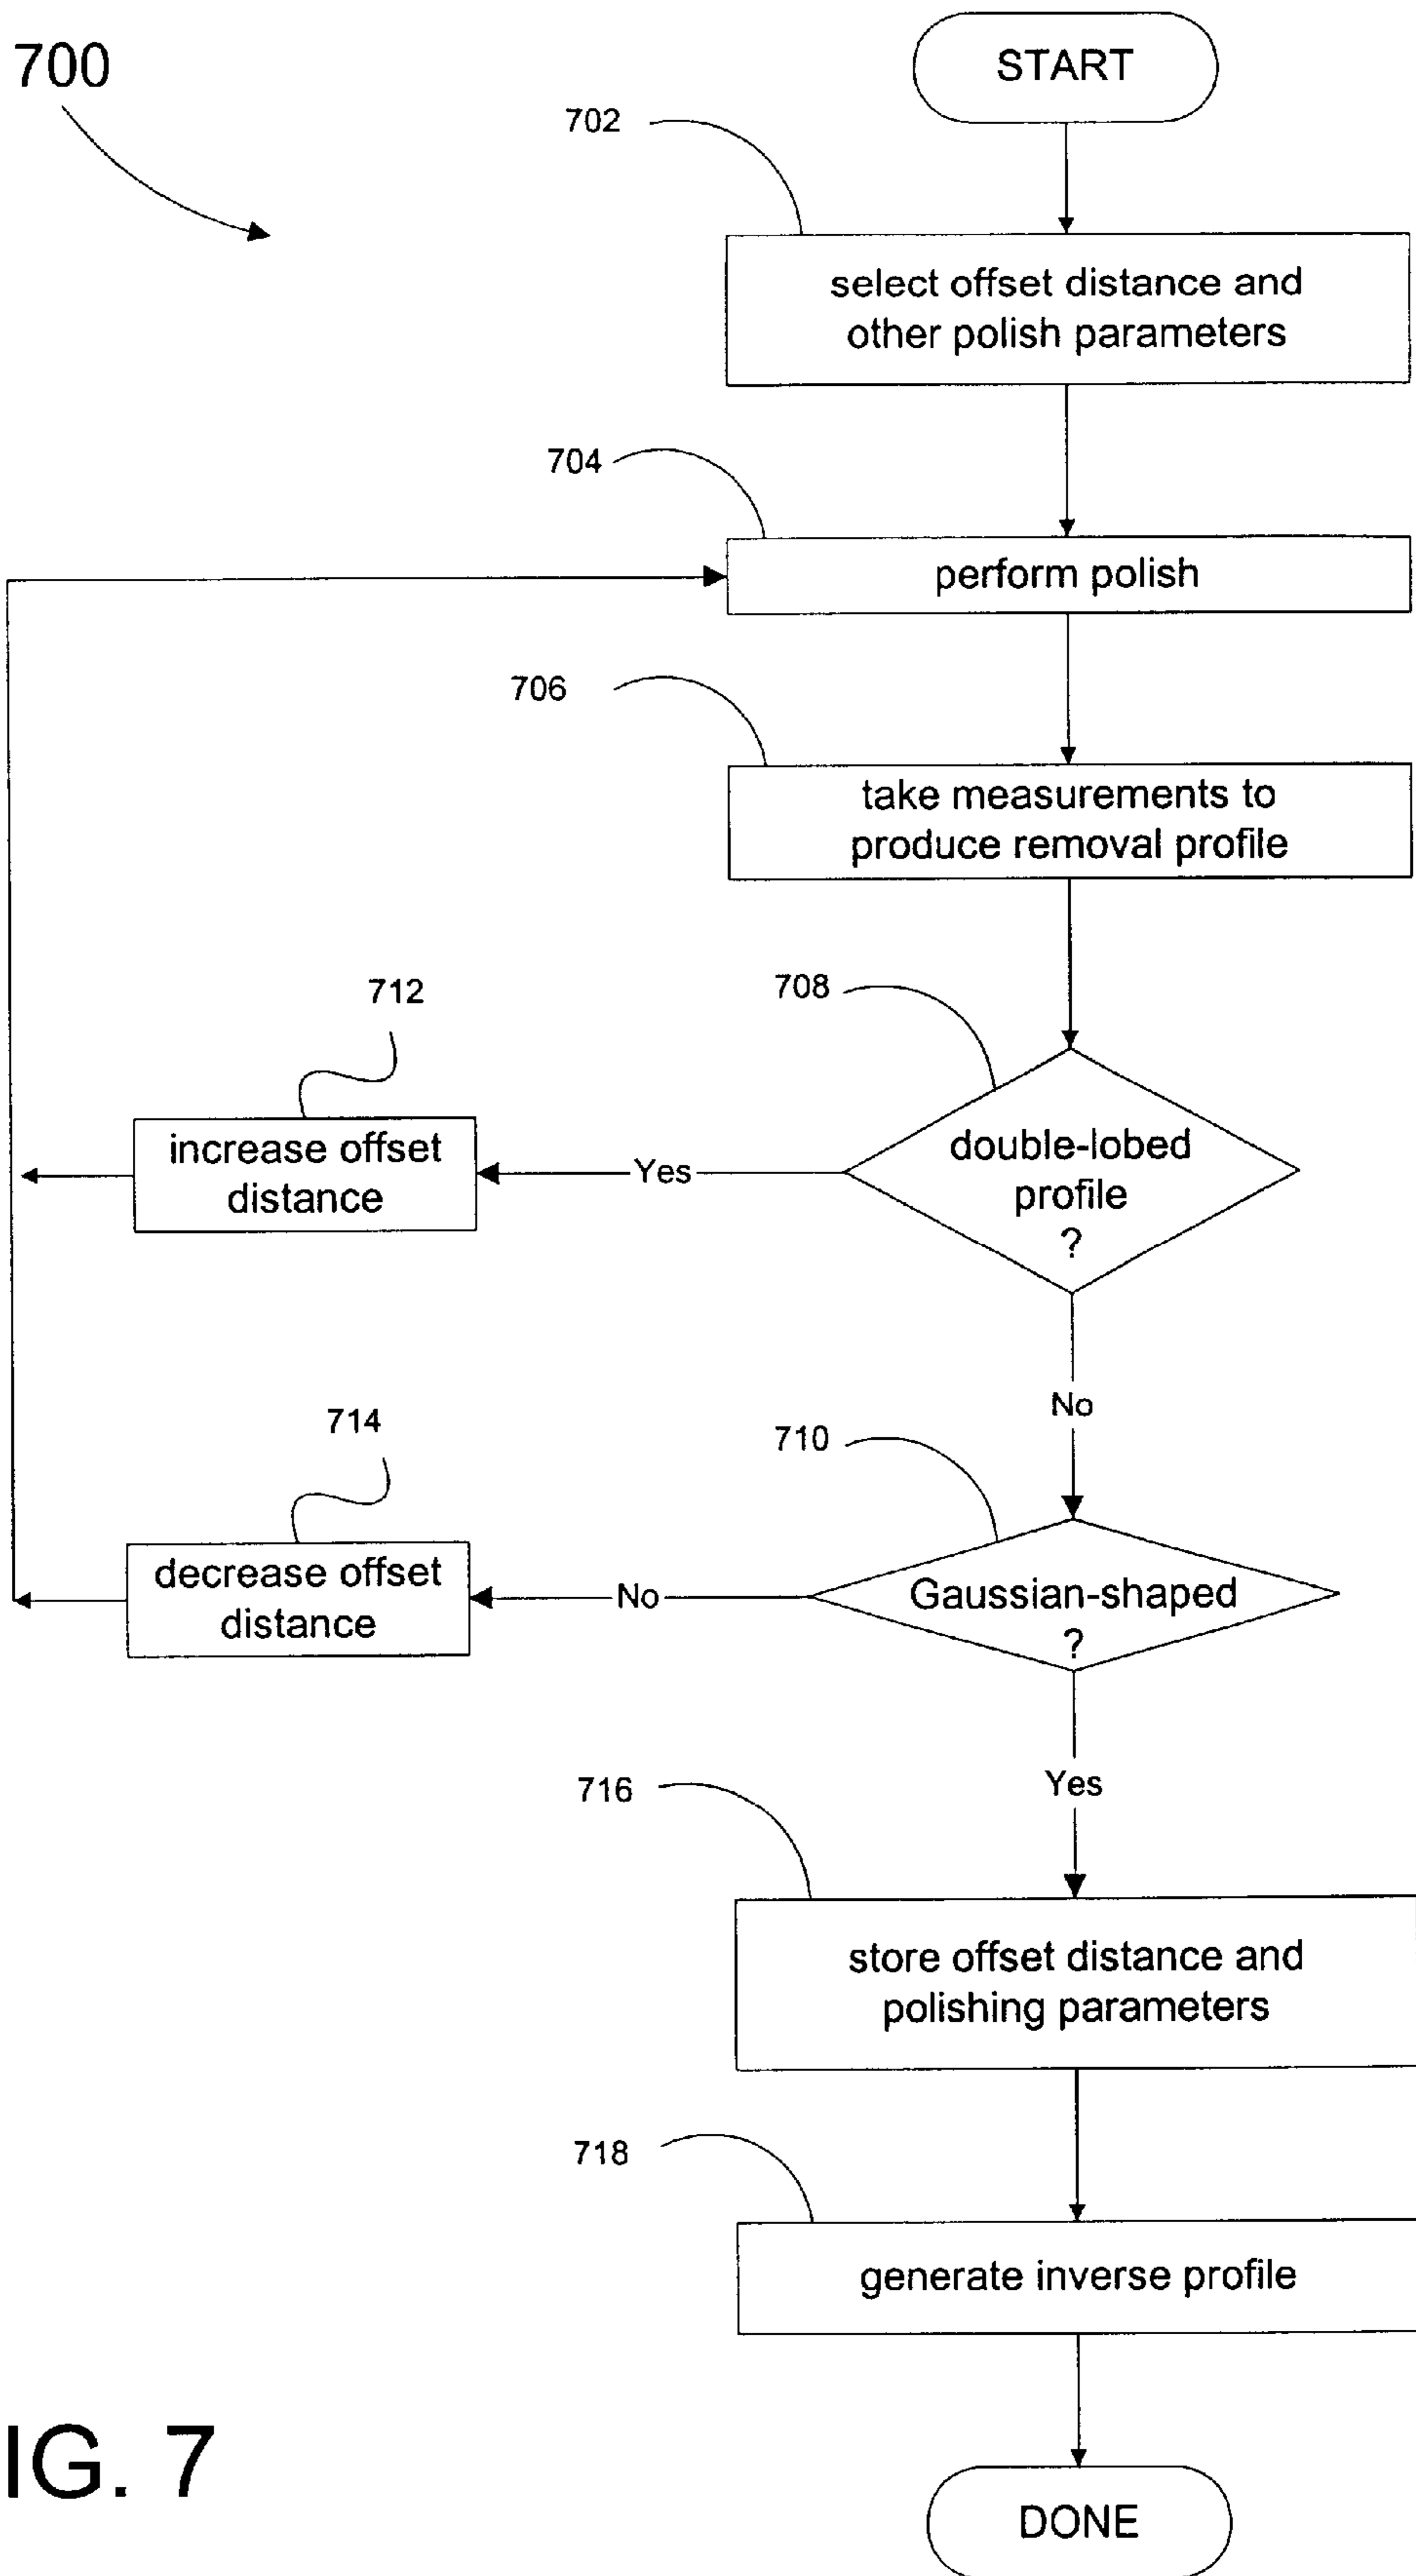 700
START
702
select offset distance and
other polish parameters
704
perform polish
706
take measurements to
produce removal profile
708
double-lobed
profile
?
Yes
712
increase offset
distance
No
710
Gaussian-shaped
?
No
714
decrease offset
distance
Yes
716
store offset distance and
polishing parameters
718
generate inverse profile
DONE
IG. 7